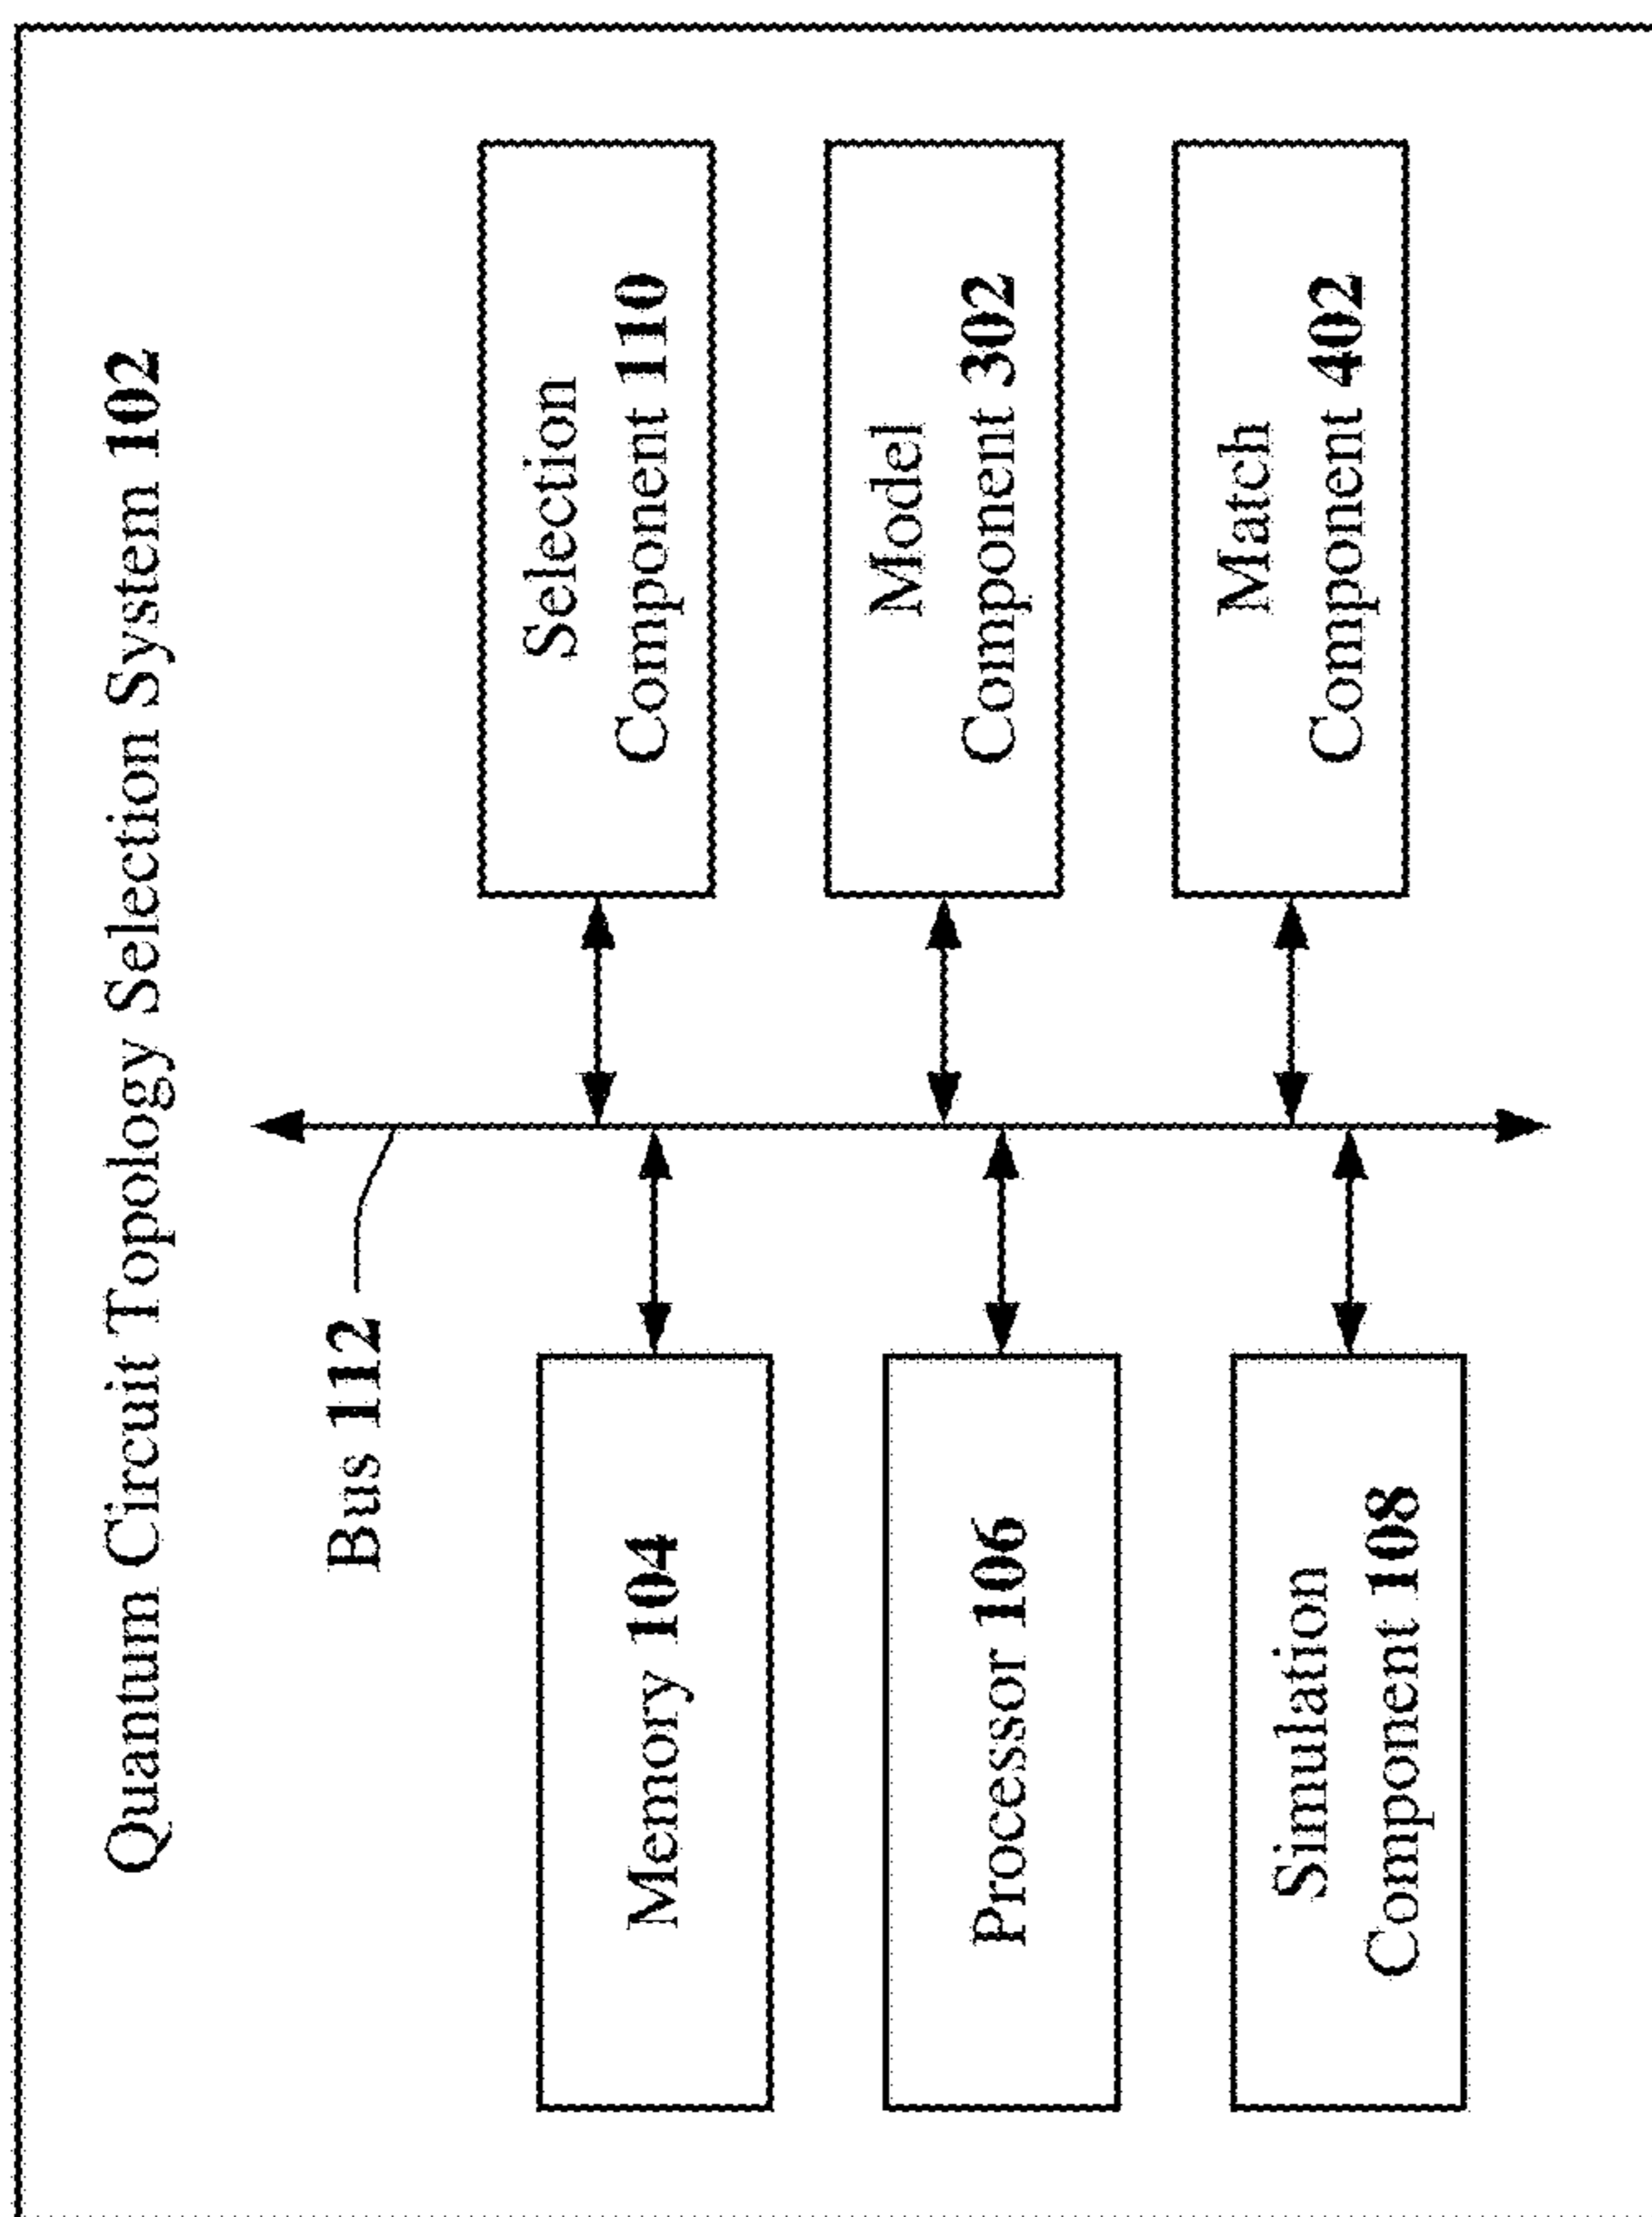 Quantum Circuit Topology Selection System 102
Bus 112
Memory 104
Processor 106
Simulation
Component 108
Selection
Component 110
Model
Component 302
Match
Component 402